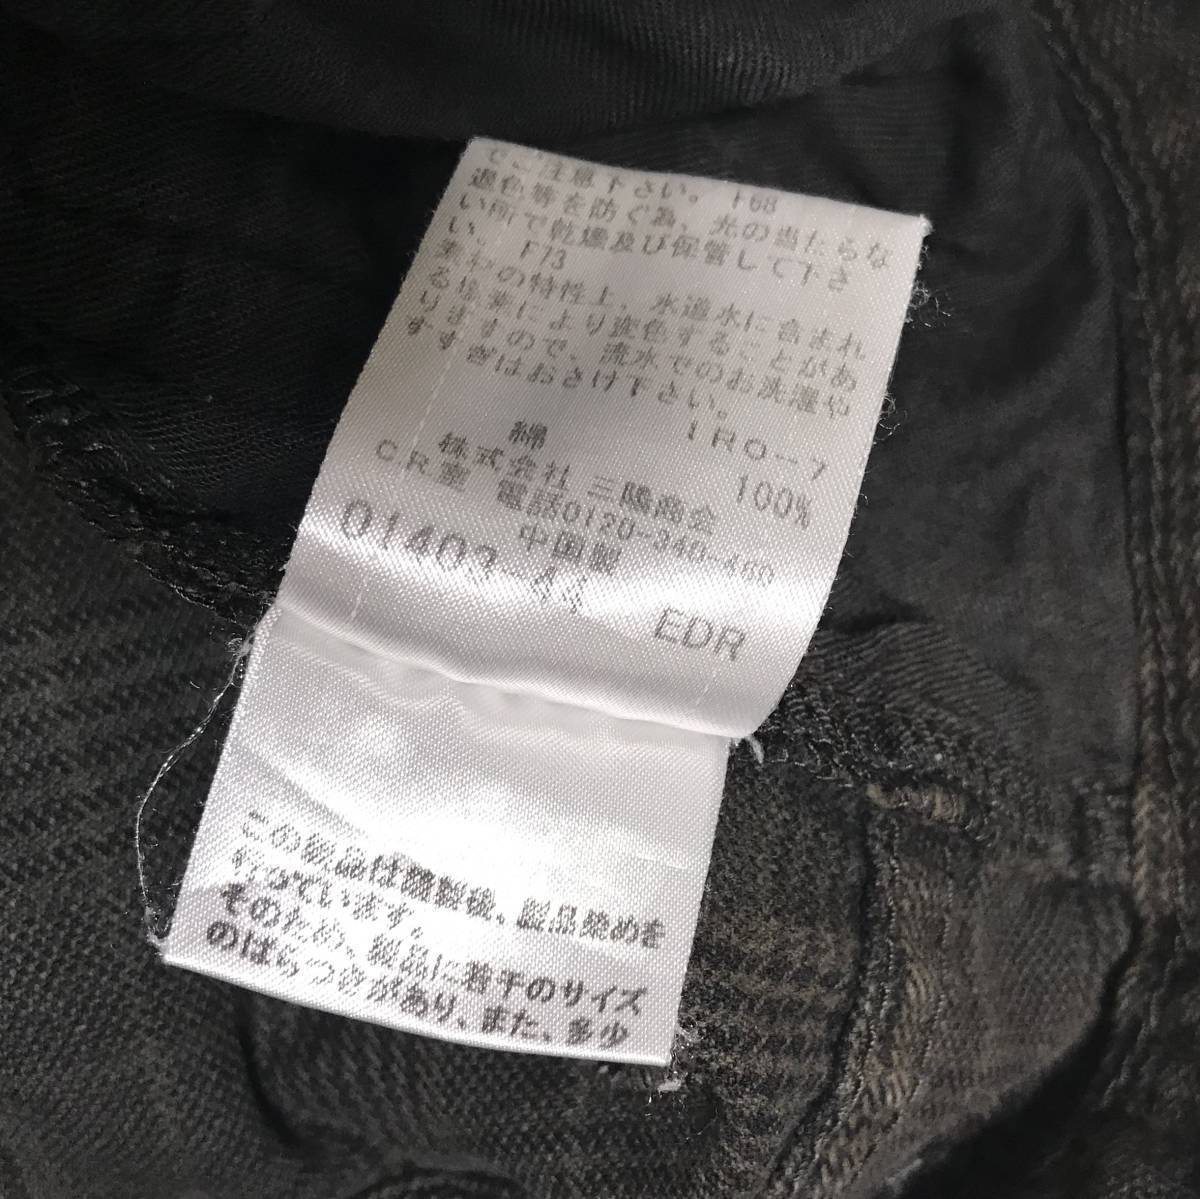 ご注意下さい。 F68
退色等を防ぐ為、光の当たらな
い所で乾燥及び保管して下さ
い。 F73
染料の特性上、水道水に含まれ
る塩素により変色することがあ
りますので、流水でのお洗濯や
すすぎはおさけ下さい。
IRO-7
綿 100%
株式会社 三陽商会
CR室 電話0120-340-460
中国製
01403-44 EDR
この製品は縫製後、製品染めを
行っています。
そのため、製品に若干のサイズ
のばらつきがあり、また、多少